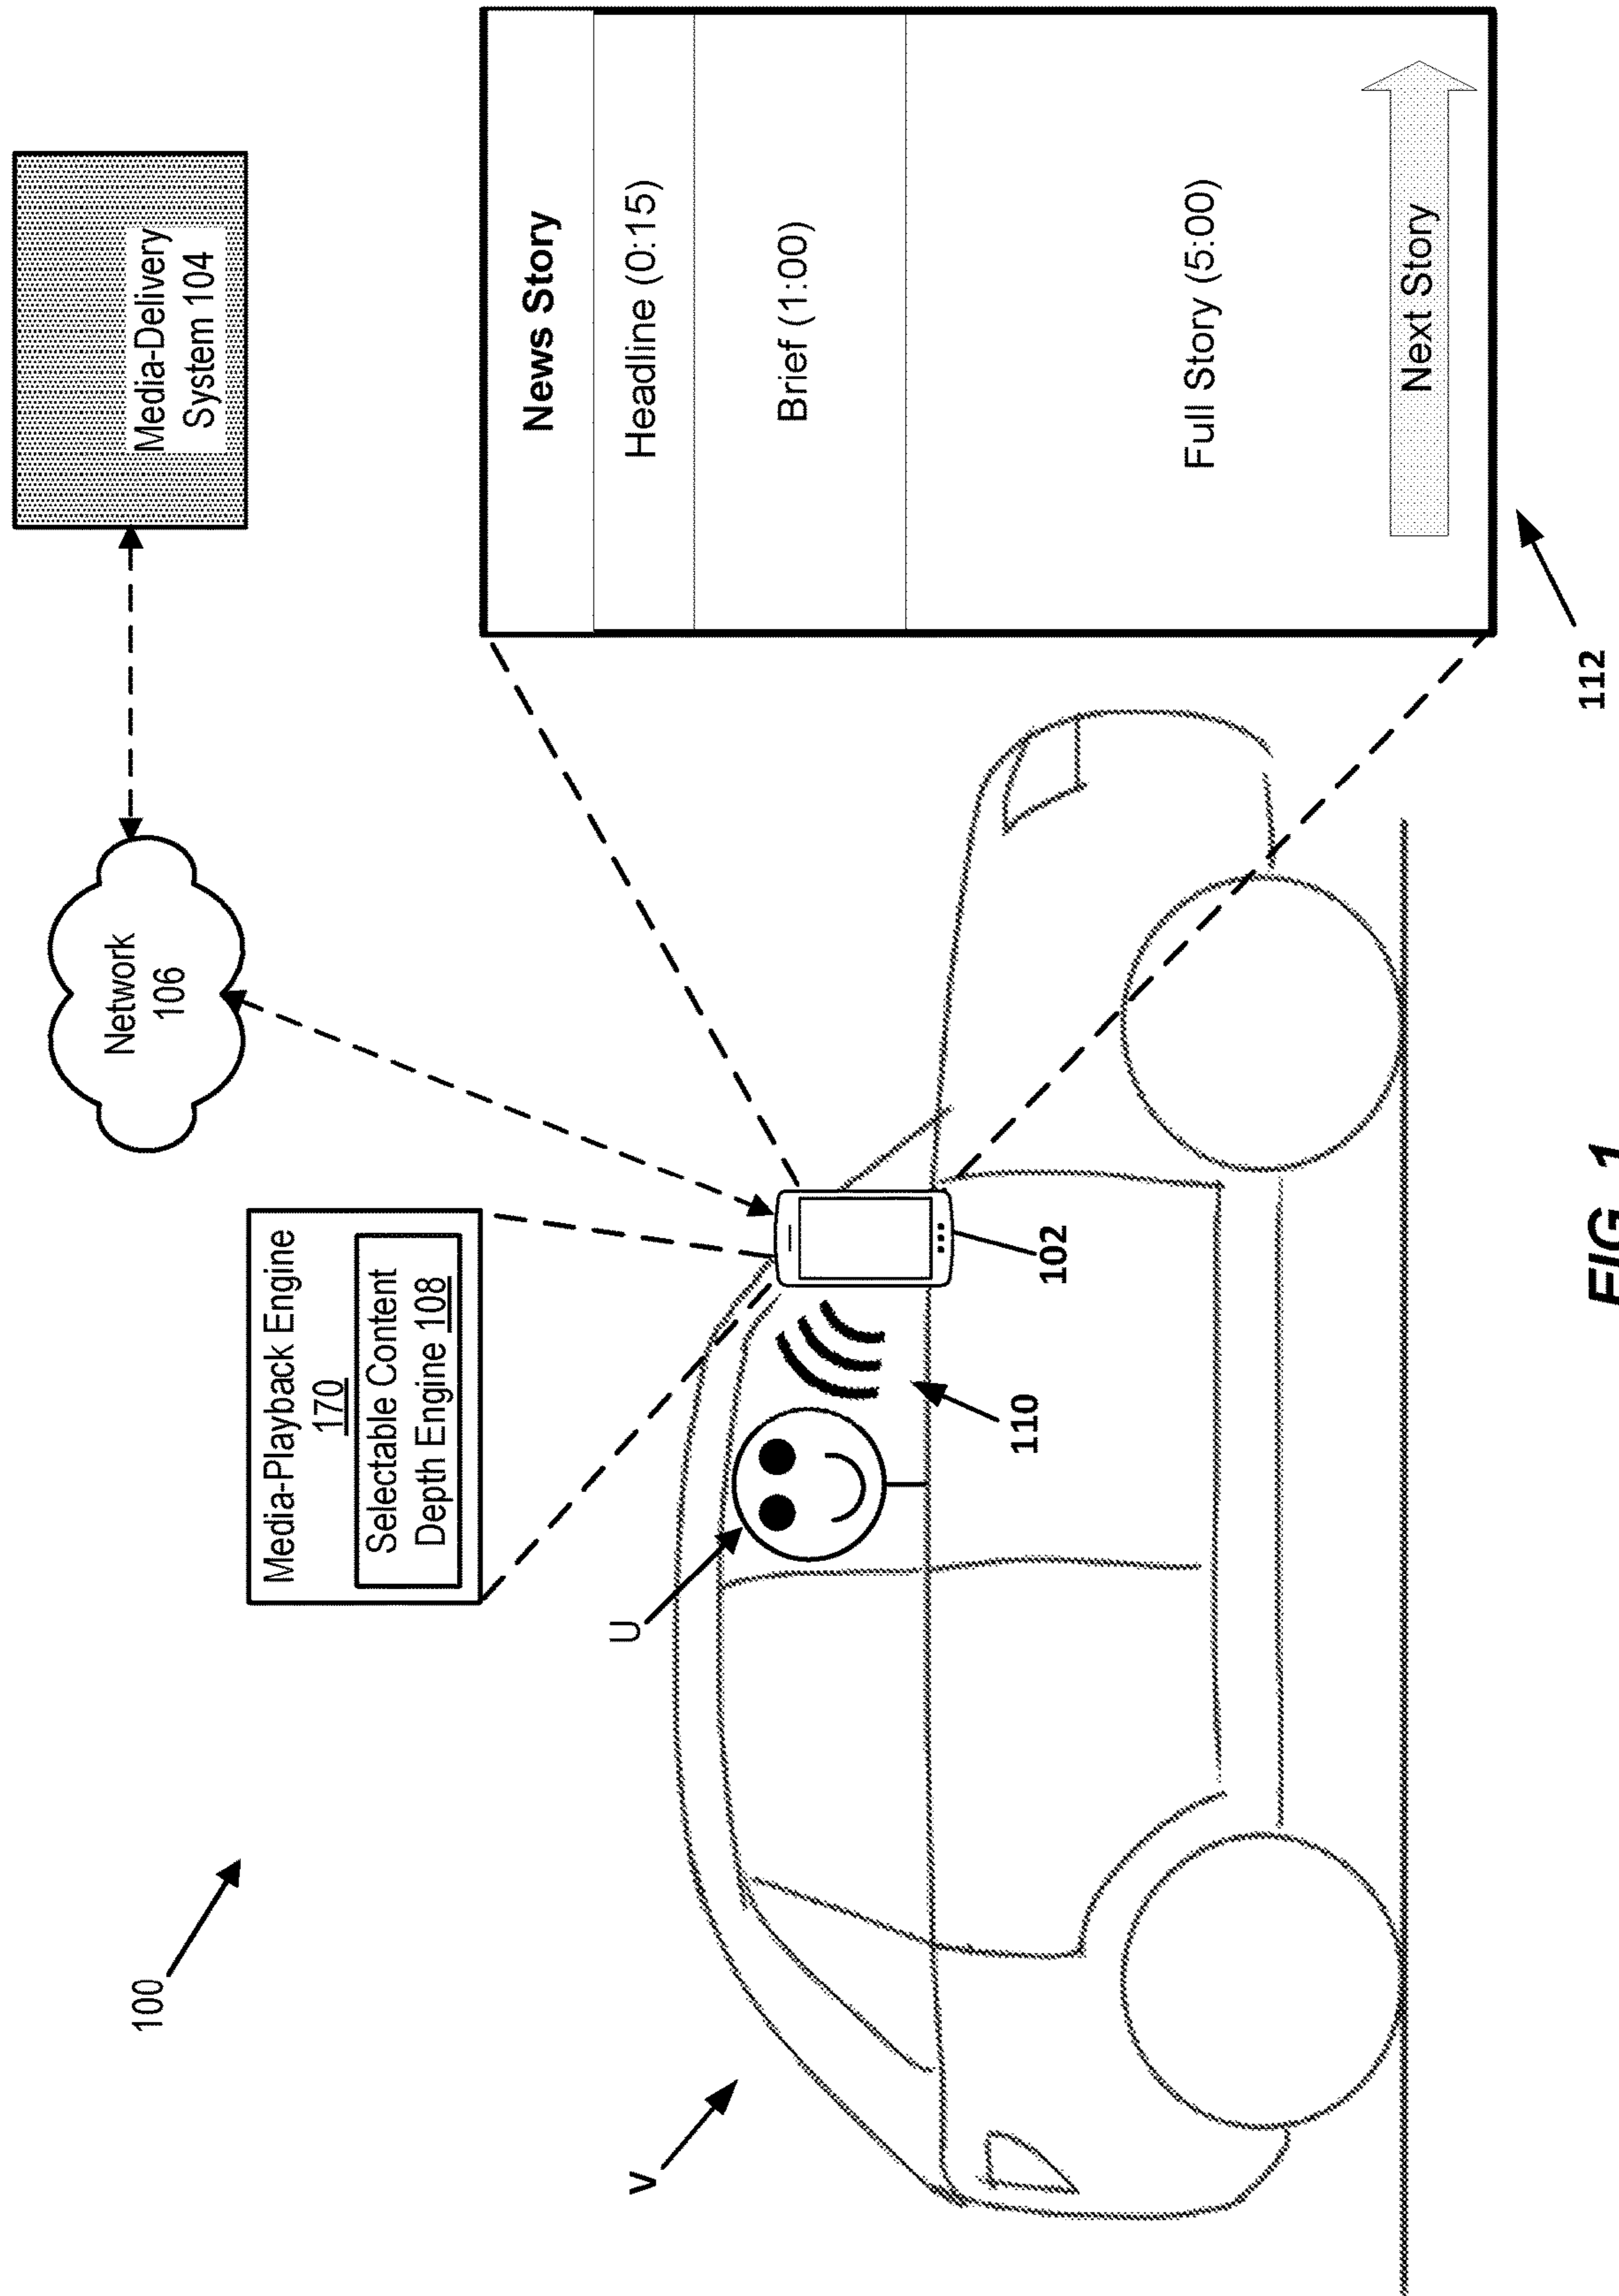 100
Media-Delivery
System 104
Network
106
Media-Playback Engine
170
Selectable Content
Depth Engine 108
News Story
Headline (0:15)
Brief (1:00)
Full Story (5:00)
Next Story
U
V
110
102
112
FIG. 1